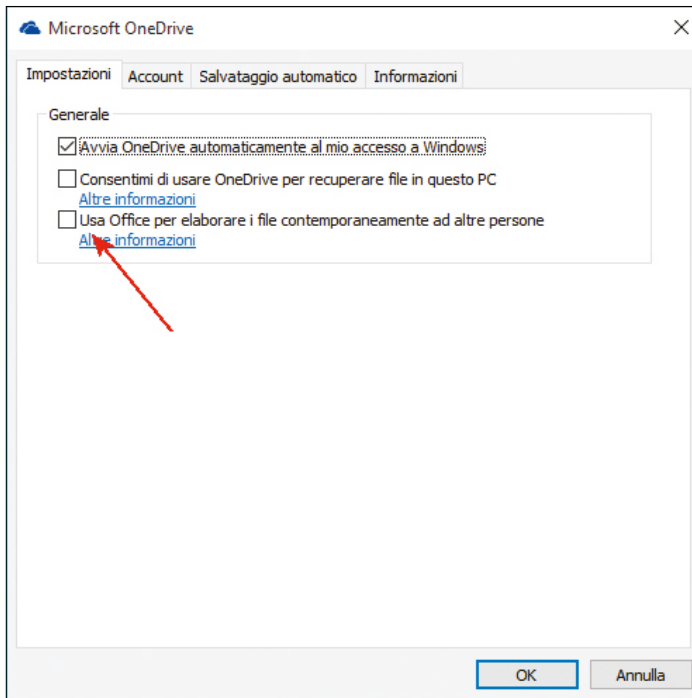 Microsoft OneDrive
Impostazioni Account Salvataggio automatico Informazioni
Generale
Avvia OneDrive automaticamente al mio accesso a Windows
Consentimi di usare OneDrive per recuperare file in questo PC
Altre informazioni
Usa Office per elaborare i file contemporaneamente ad altre persone
Altre informazioni
OK Annulla